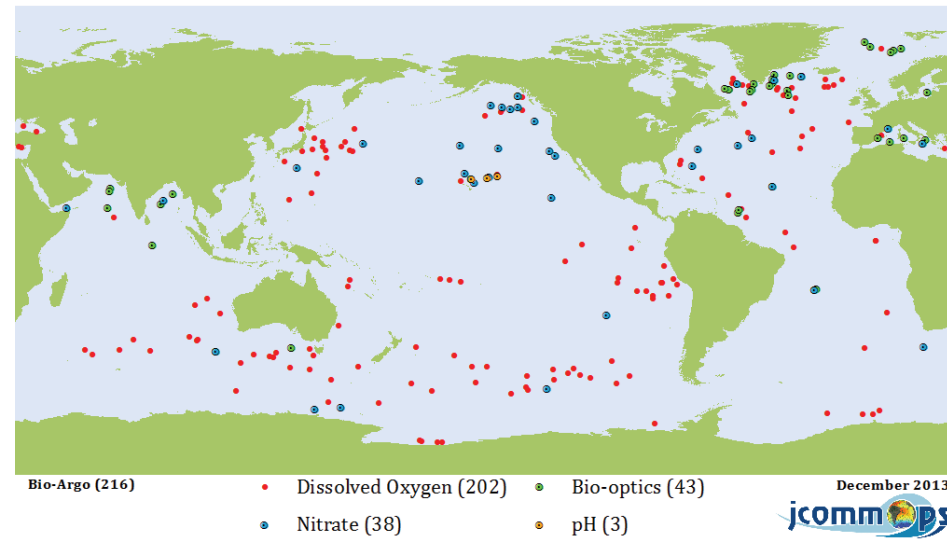 Bio-Argo (216)
Dissolved Oxygen (202)
Bio-optics (43)
December 2013
Nitrate (38)
pH (3)
jcommops